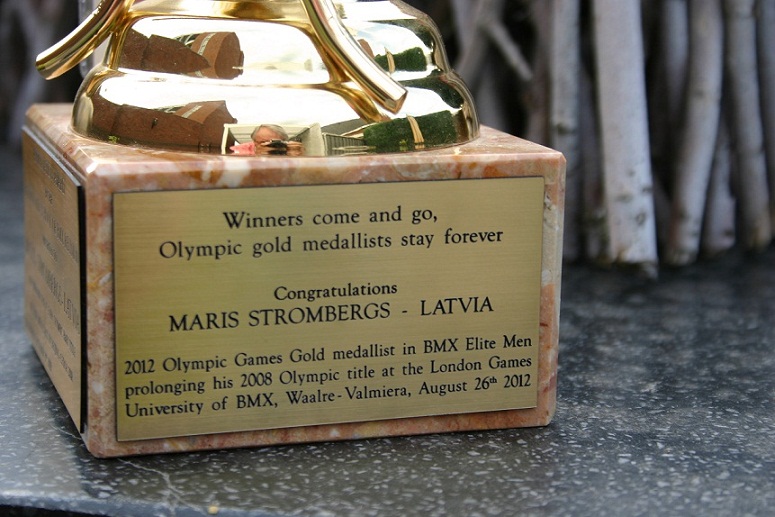 Winners come and go,
Olympic gold medallists stay forever
Congratulations
MARIS STROMBERGS - LATVIA
2012 Olympic Games Gold medallist in BMX Elite Men
prolonging his 2008 Olympic title at the London Games
University of BMX, Waalre-Valmiera, August 26th 2012